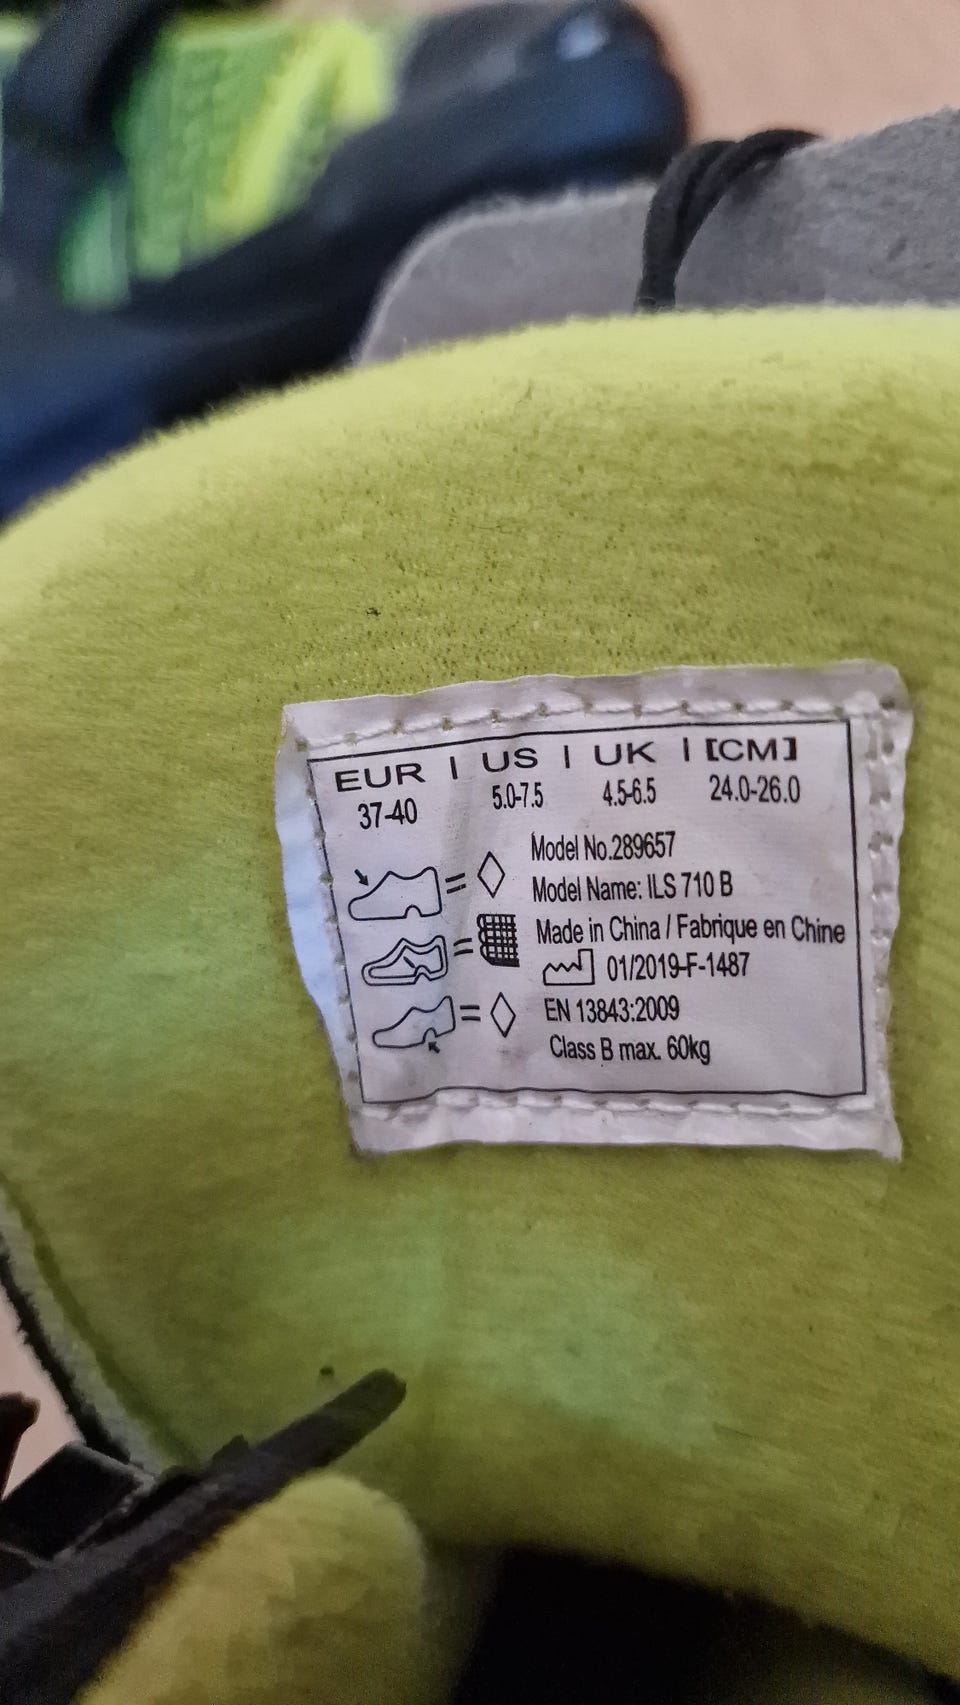 EUR | US | UK | [CM]
37-40 5.0-7.5 4.5-6.5 24.0-26.0
Model No.289657
Model Name: ILS 710 B
Made in China / Fabrique en Chine
01/2019-F-1487
EN 13843:2009
Class B max. 60kg